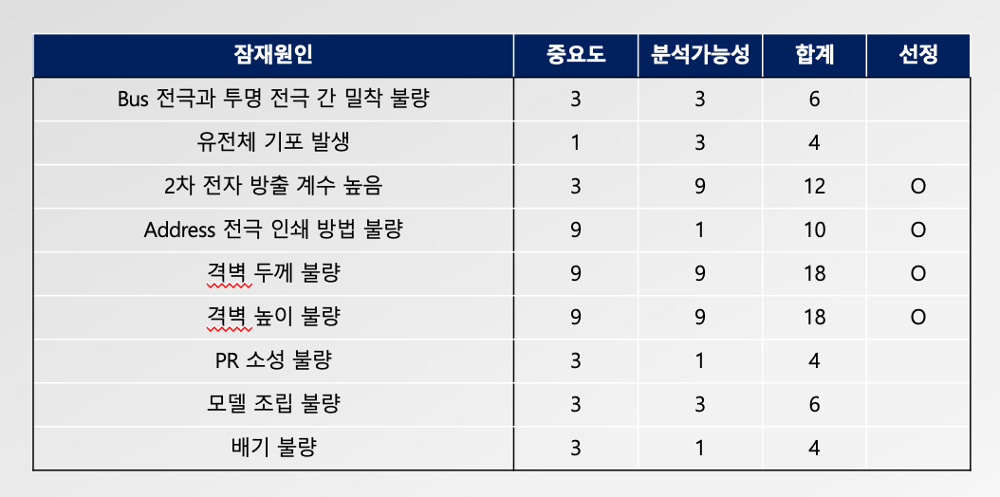 잠재원인 중요도 분석가능성 합계 선정
Bus 전극과 투명 전극 간 밀착 불량 3 3 6
유전체 기포 발생 1 3 4
2차 전자 방출 계수 높음 3 9 12 O
Address 전극 인쇄 방법 불량 9 1 10 O
격벽 두께 불량 9 9 18 O
격벽 높이 불량 9 9 18 O
PR 소성 불량 3 1 4
모델 조립 불량 3 3 6
배기 불량 3 1 4